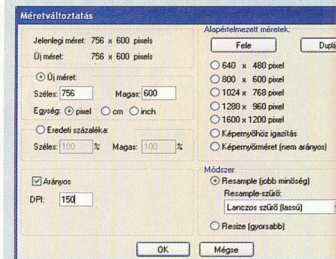 Méretváltoztatás
Jelenlegi méret: 756 x 600 pixels
Új méret: 756 x 600 pixels
Új méret:
Széles: 756 Magas: 600
Egység: pixel cm inch
Eredeti százaléka:
Széles: 100 % Magas: 100 %
Arányos
DPI: 150
Alapértelmezett méretek:
Fele Dupl
640 x 480 pixel
800 x 600 pixel
1024 x 768 pixel
1280 x 960 pixel
1600 x 1200 pixel
Képernyőhöz igazítás
Képernyőméret (nem arányos)
Módszer:
Resample (jobb minőség)
Resample-szűrő:
Lanczos szűrő (lassú)
Resize (gyorsabb)
OK Mégse